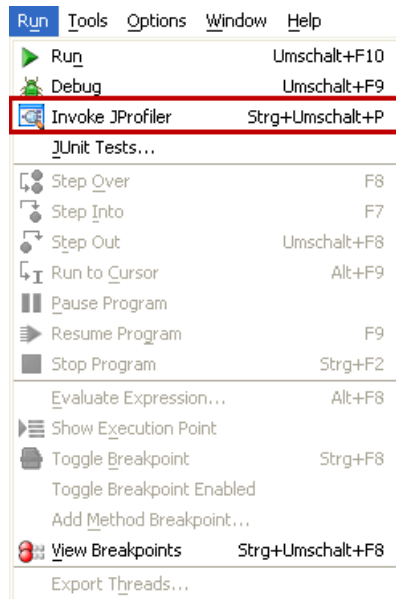 Run Tools Options Window Help
Run Umschalt+F10
Debug Umschalt+F9
Invoke JProfiler Strg+Umschalt+P
JUnit Tests...
Step Over F8
Step Into F7
Step Out Umschalt+F8
Run to Cursor Alt+F9
Pause Program
Resume Program F9
Stop Program Strg+F2
Evaluate Expression... Alt+F8
Show Execution Point
Toggle Breakpoint Strg+F8
Toggle Breakpoint Enabled
Add Method Breakpoint...
View Breakpoints Strg+Umschalt+F8
Export Threads...